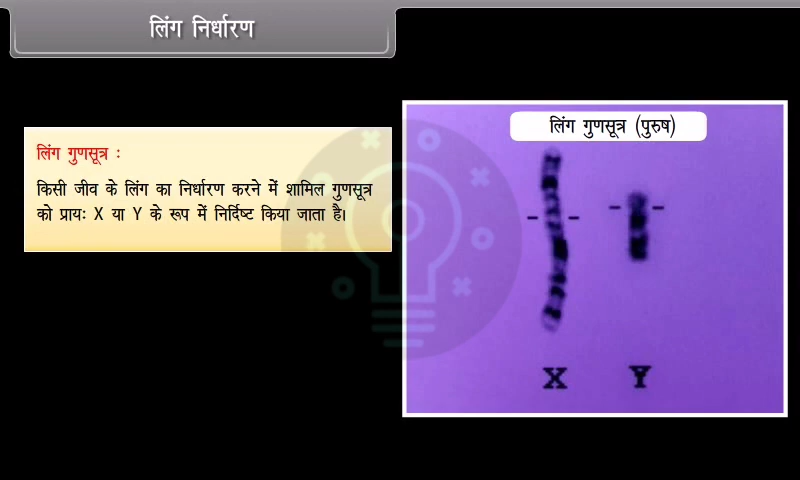 लिंग निर्धारण
लिंग गुणसूत्र :
किसी जीव के लिंग का निर्धारण करने में शामिल गुणसूत्र
को प्रायः X या Y के रूप में निर्दिष्ट किया जाता है।
लिंग गुणसूत्र (पुरुष)
X Y